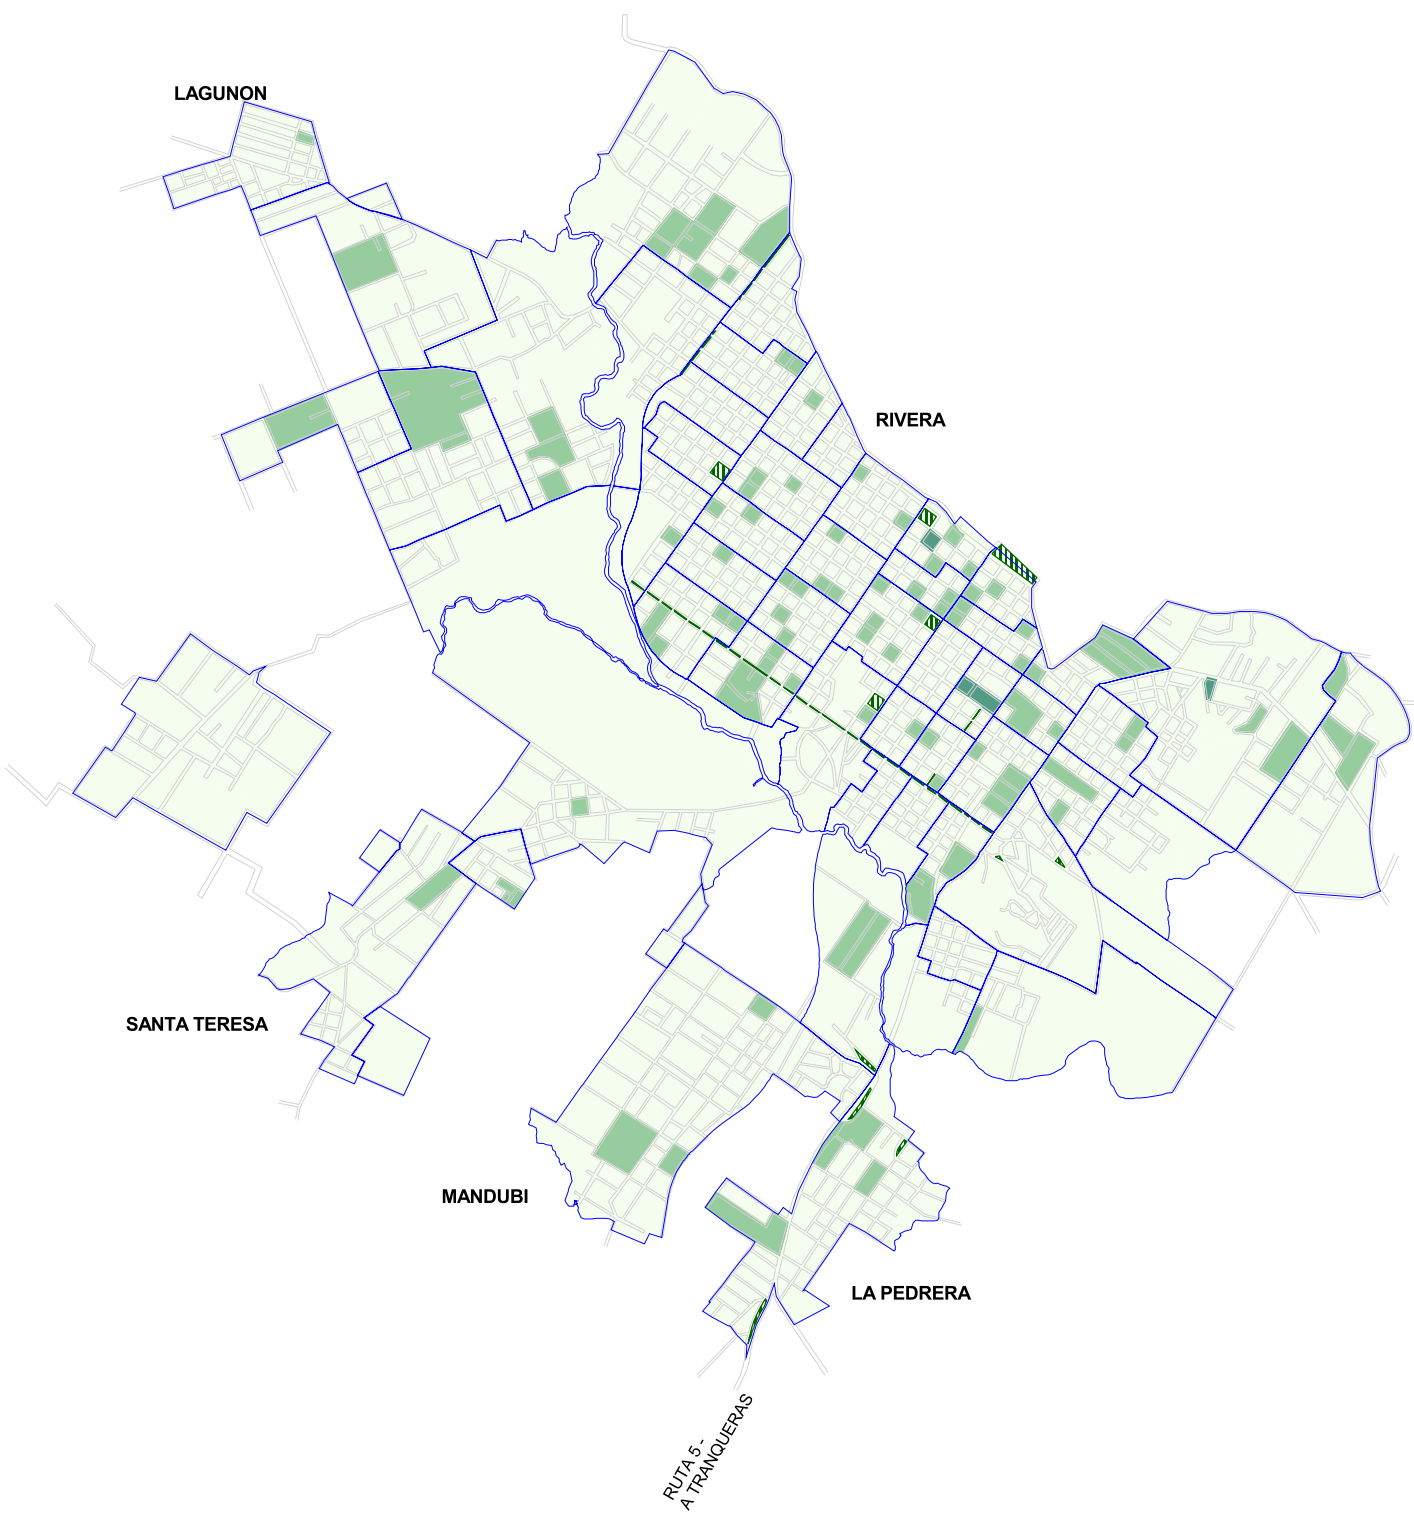 LAGUNON
RIVERA
SANTA TERESA
MANDUBI
LA PEDRERA
RUTA 5 -
A TRANQUERAS